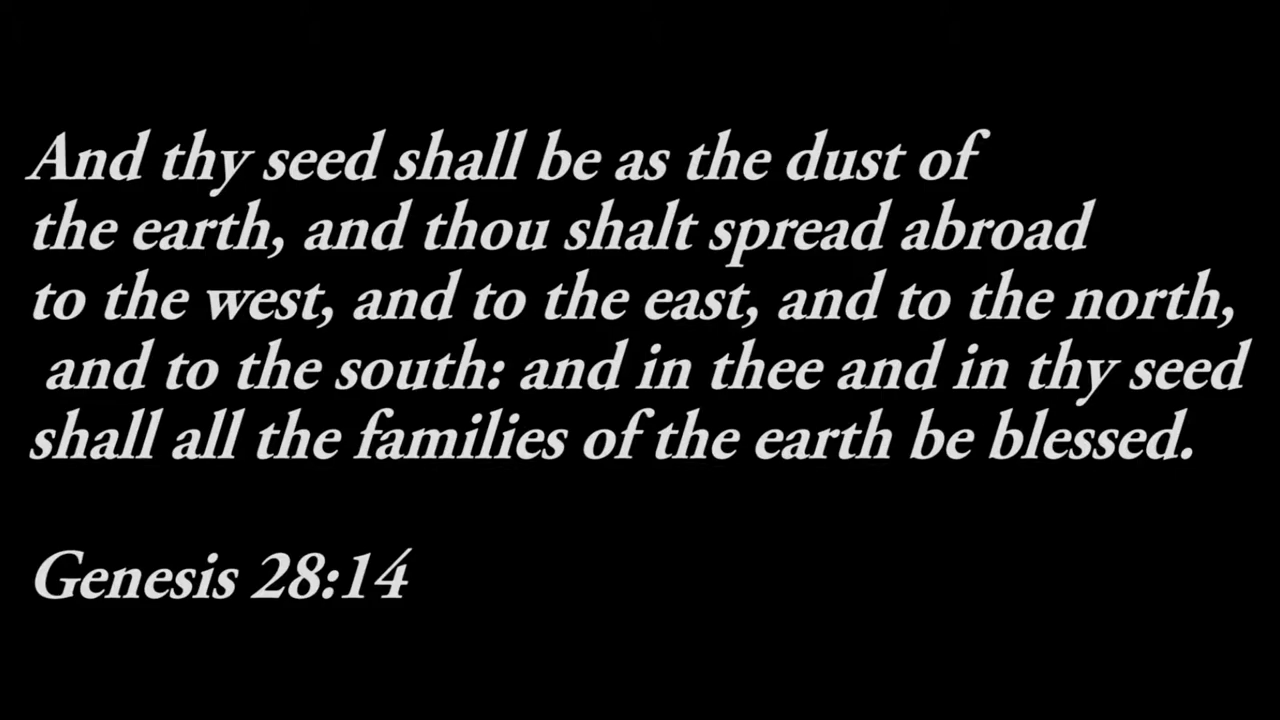 And thy seed shall be as the dust of
the earth, and thou shalt spread abroad
to the west, and to the east, and to the north,
and to the south: and in thee and in thy seed
shall all the families of the earth be blessed.
Genesis 28:14